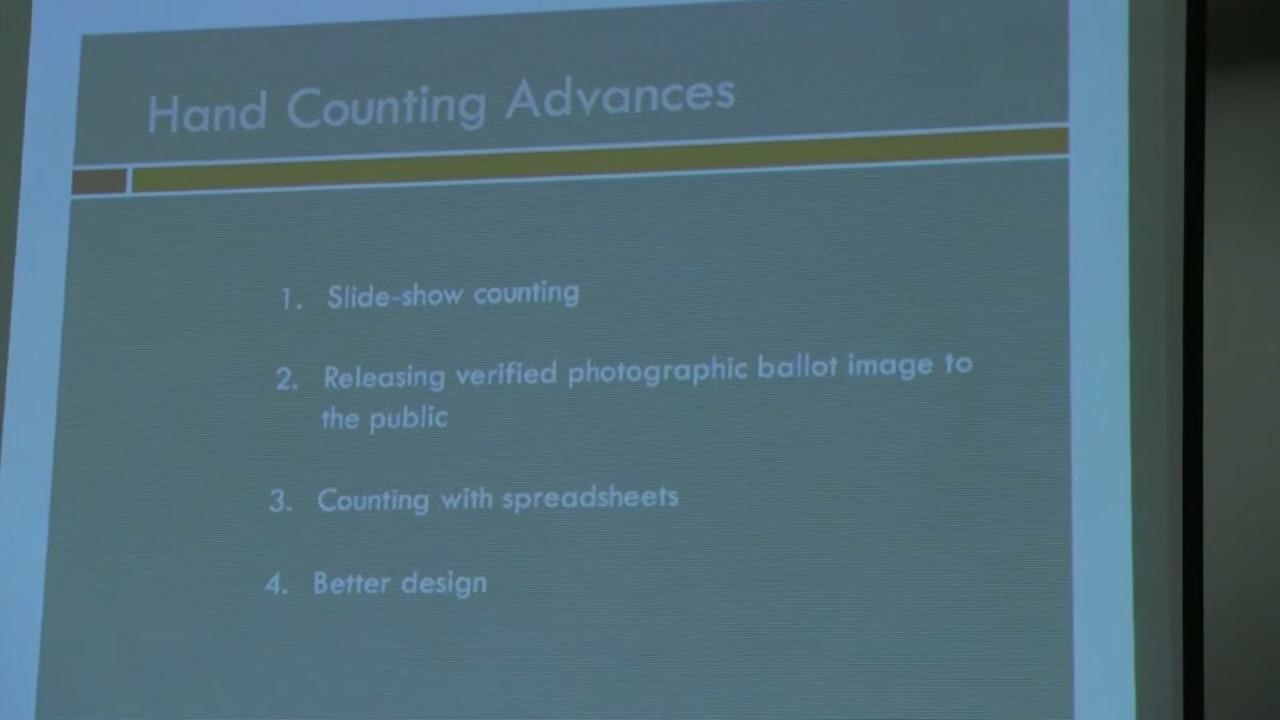 Hand Counting Advances
1. Slide-show counting
2. Releasing verified photographic ballot image to
the public
3. Counting with spreadsheets
4. Better design